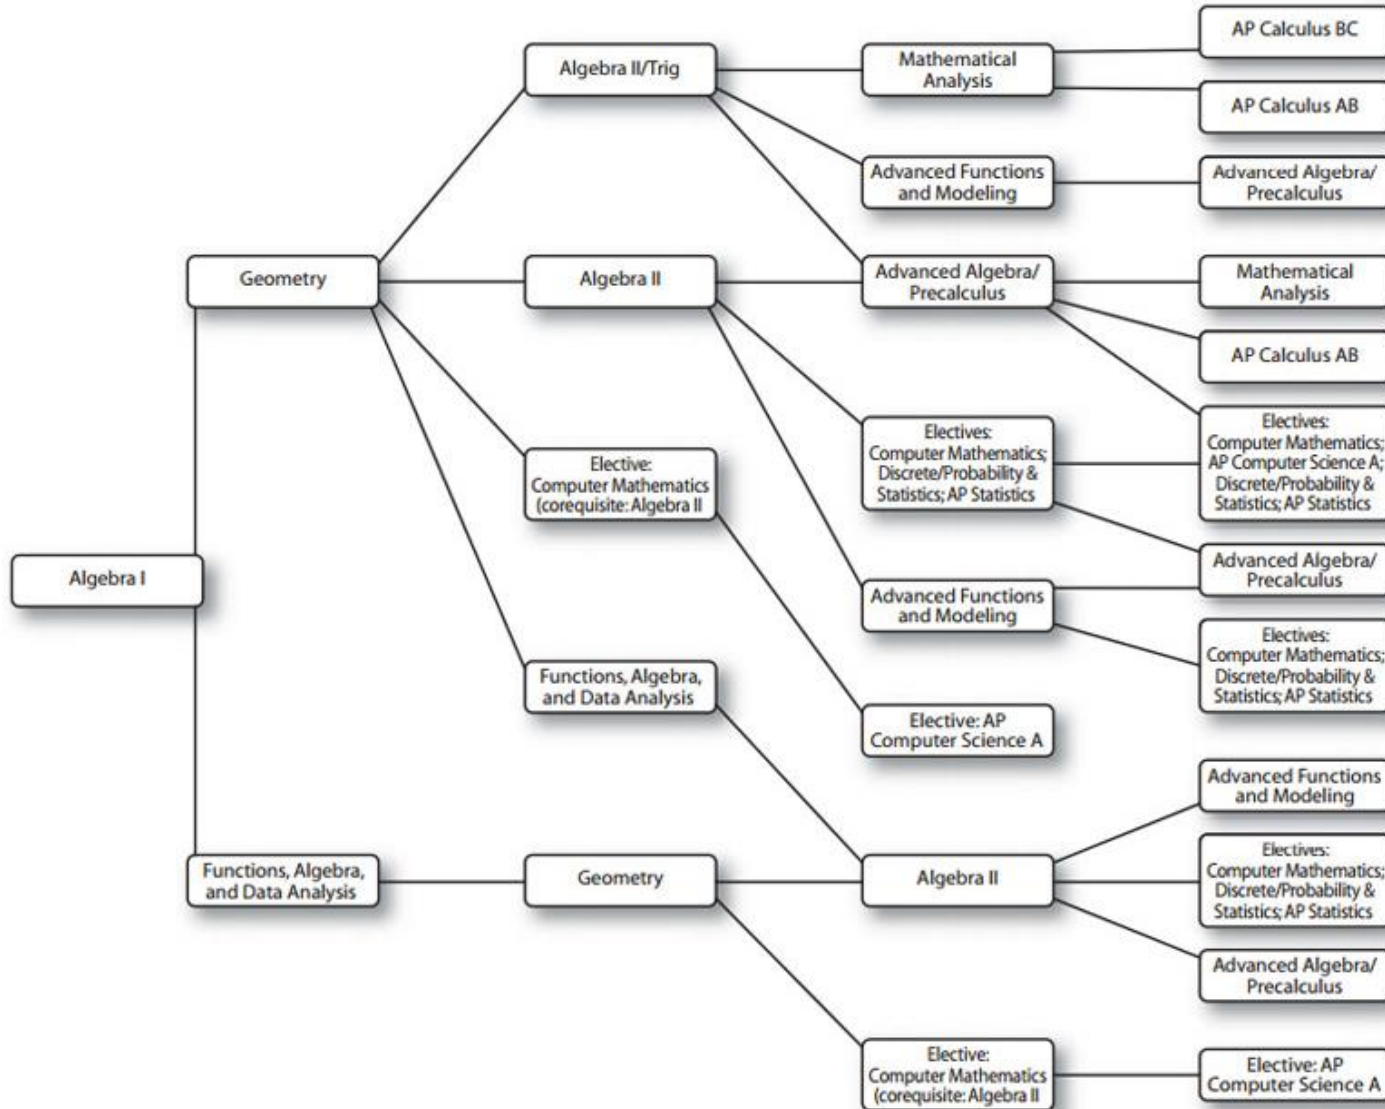 Algebra I
Geometry
Functions, Algebra,
and Data Analysis
Algebra II/Trig
Algebra II
Elective:
Computer Mathematics
(corequisite: Algebra II
Functions, Algebra,
and Data Analysis
Geometry
Mathematical
Analysis
Advanced Functions
and Modeling
Advanced Algebra/
Precalculus
Electives:
Computer Mathematics;
Discrete/Probability &
Statistics; AP Statistics
Advanced Functions
and Modeling
Elective: AP
Computer Science A
Algebra II
Elective:
Computer Mathematics
(corequisite: Algebra II
AP Calculus BC
AP Calculus AB
Advanced Algebra/
Precalculus
Mathematical
Analysis
AP Calculus AB
Electives:
Computer Mathematics;
AP Computer Science A;
Discrete/Probability &
Statistics; AP Statistics
Advanced Algebra/
Precalculus
Electives:
Computer Mathematics;
Discrete/Probability &
Statistics; AP Statistics
Advanced Functions
and Modeling
Electives:
Computer Mathematics;
Discrete/Probability &
Statistics; AP Statistics
Advanced Algebra/
Precalculus
Elective: AP
Computer Science A